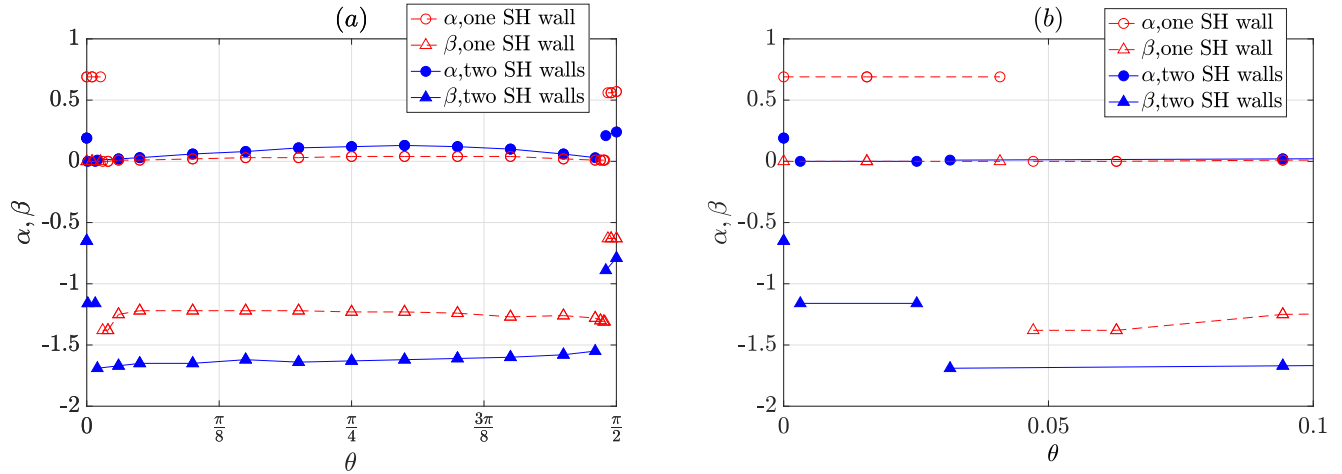 (a)
α,one SH wall
β,one SH wall
α,two SH walls
β,two SH walls
1
0.5
0
-0.5
-1
-1.5
-2
α, β
0
π/8
π/4
3π/8
π/2
θ
(b)
α,one SH wall
β,one SH wall
α,two SH walls
β,two SH walls
1
0.5
0
-0.5
-1
-1.5
-2
α, β
0
0.05
0.1
θ